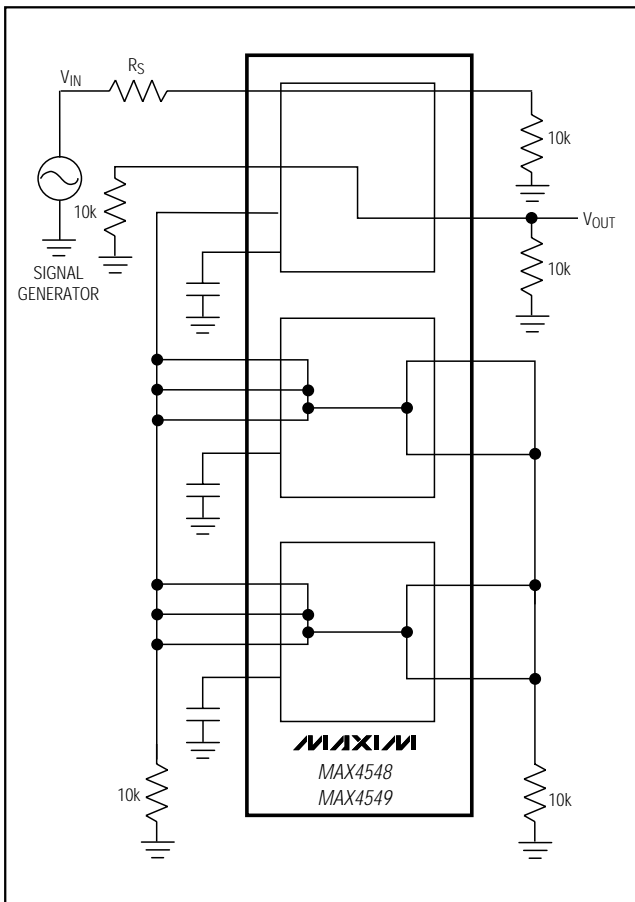 V_IN
R_S
10k
10k
V_OUT
10k
SIGNAL
GENERATOR
MAXIM
MAX4548
MAX4549
10k
10k